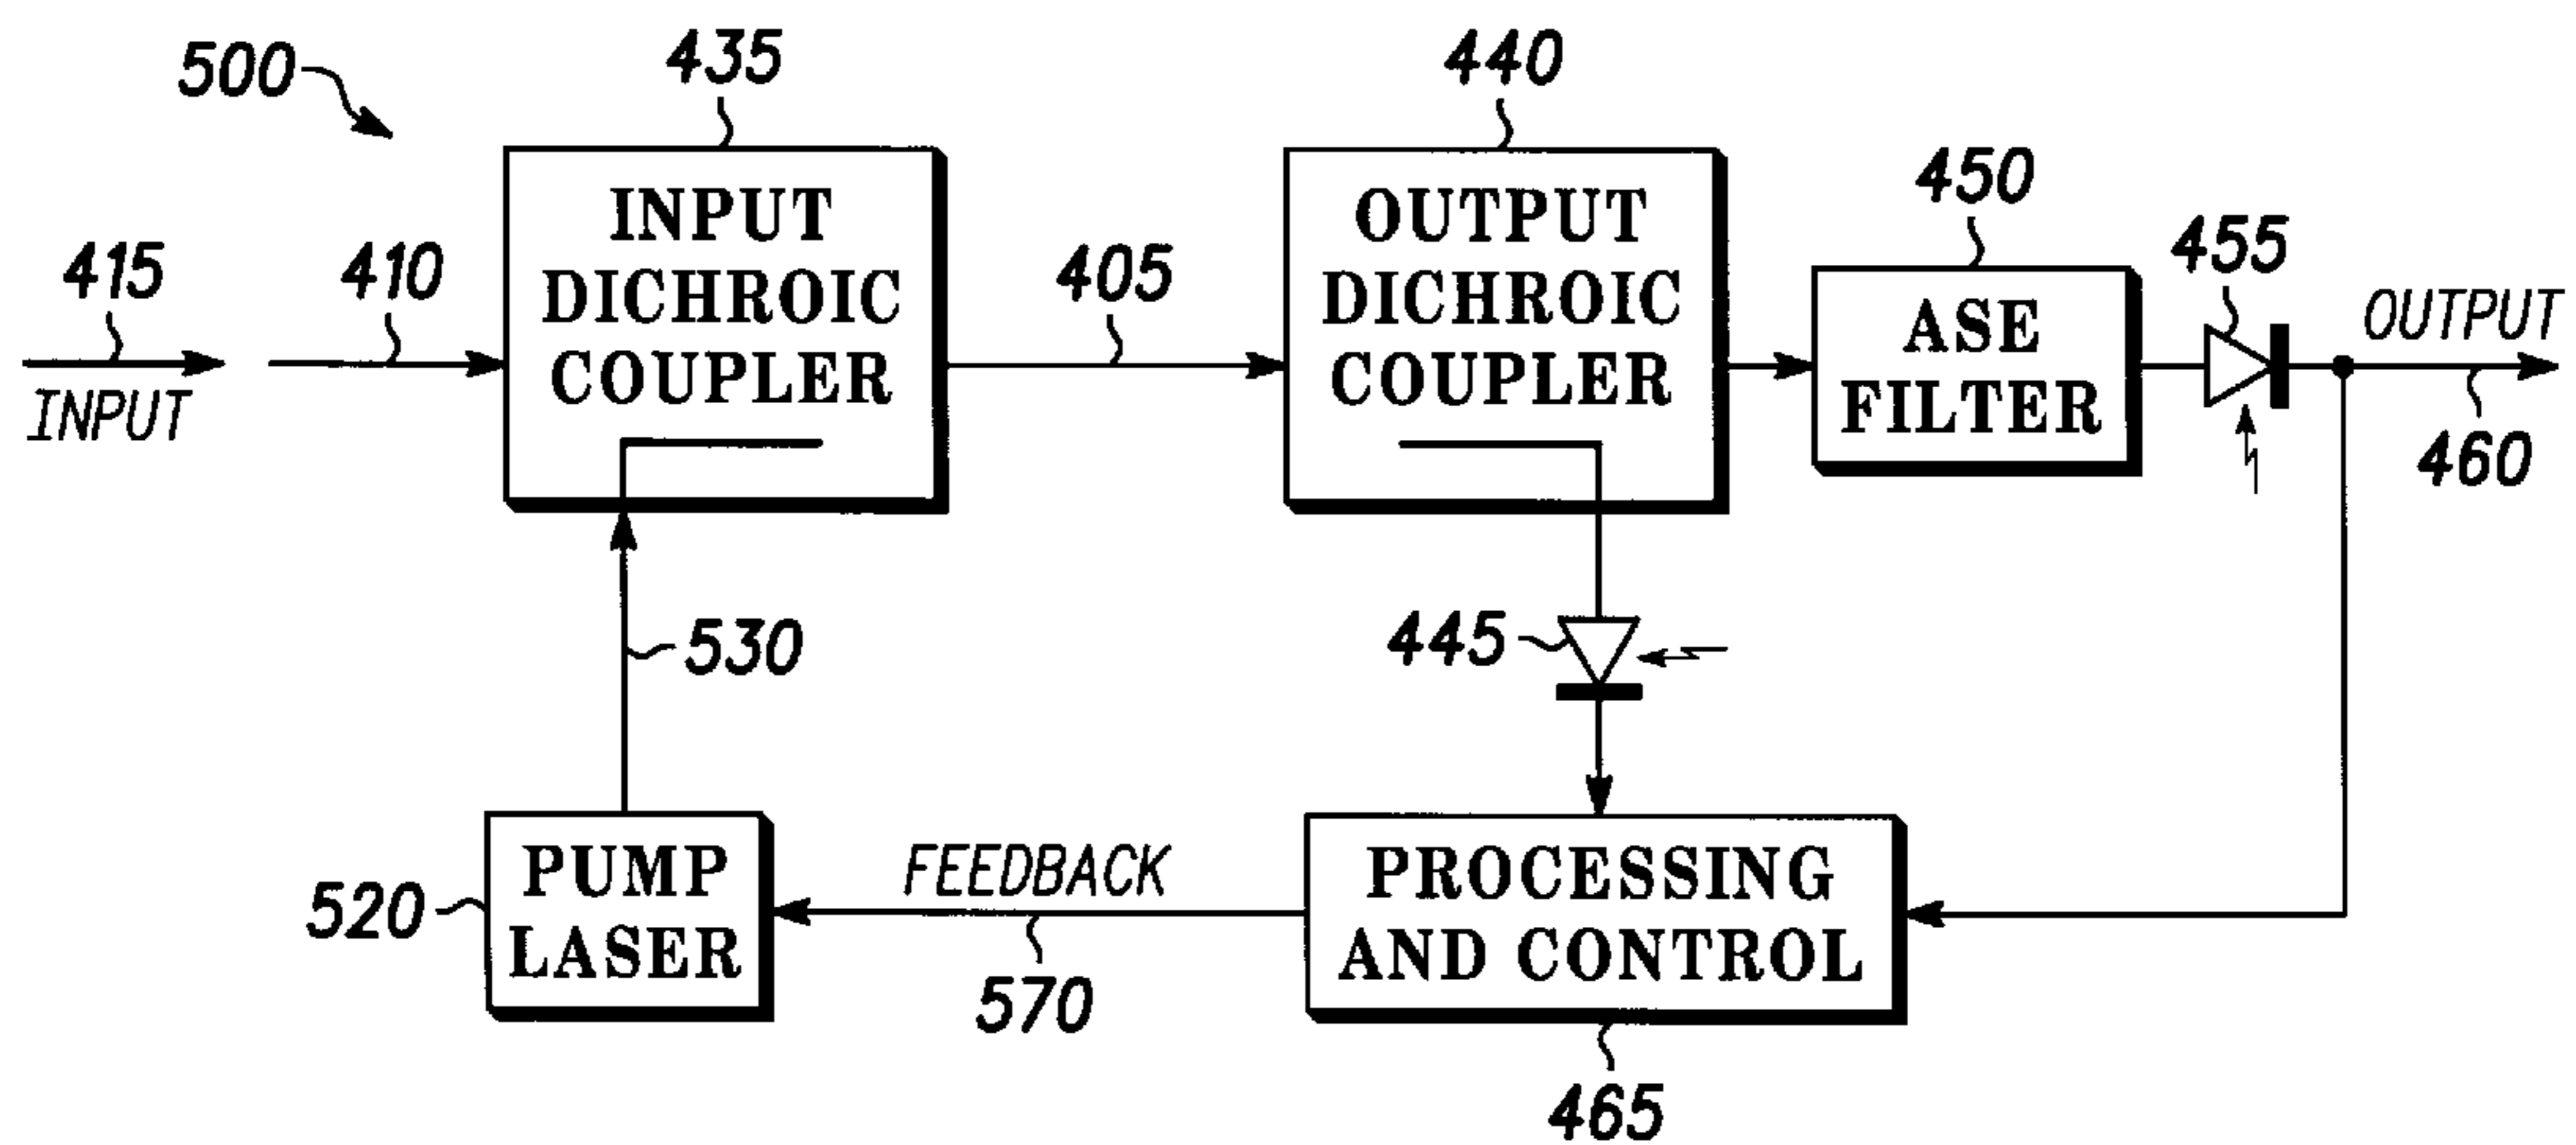 500
435
440
450
455
415
INPUT
410
INPUT
DICHROIC
COUPLER
405
OUTPUT
DICHROIC
COUPLER
ASE
FILTER
OUTPUT
460
530
445
520
PUMP
LASER
FEEDBACK
570
PROCESSING
AND CONTROL
465